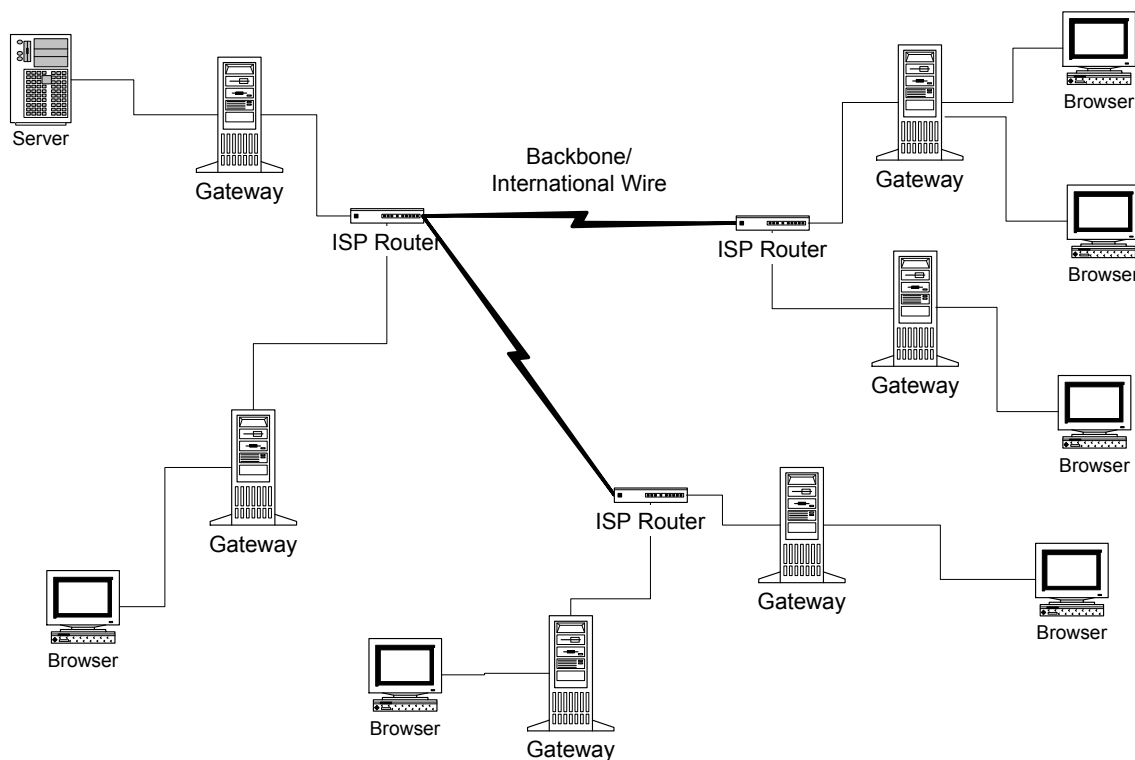 Browser
Server
Backbone/
International Wire
Gateway
Gateway
ISP Router
ISP Router
Browser
Gateway
Browser
ISP Router
Gateway
Gateway
Browser
Browser
Browser
Gateway